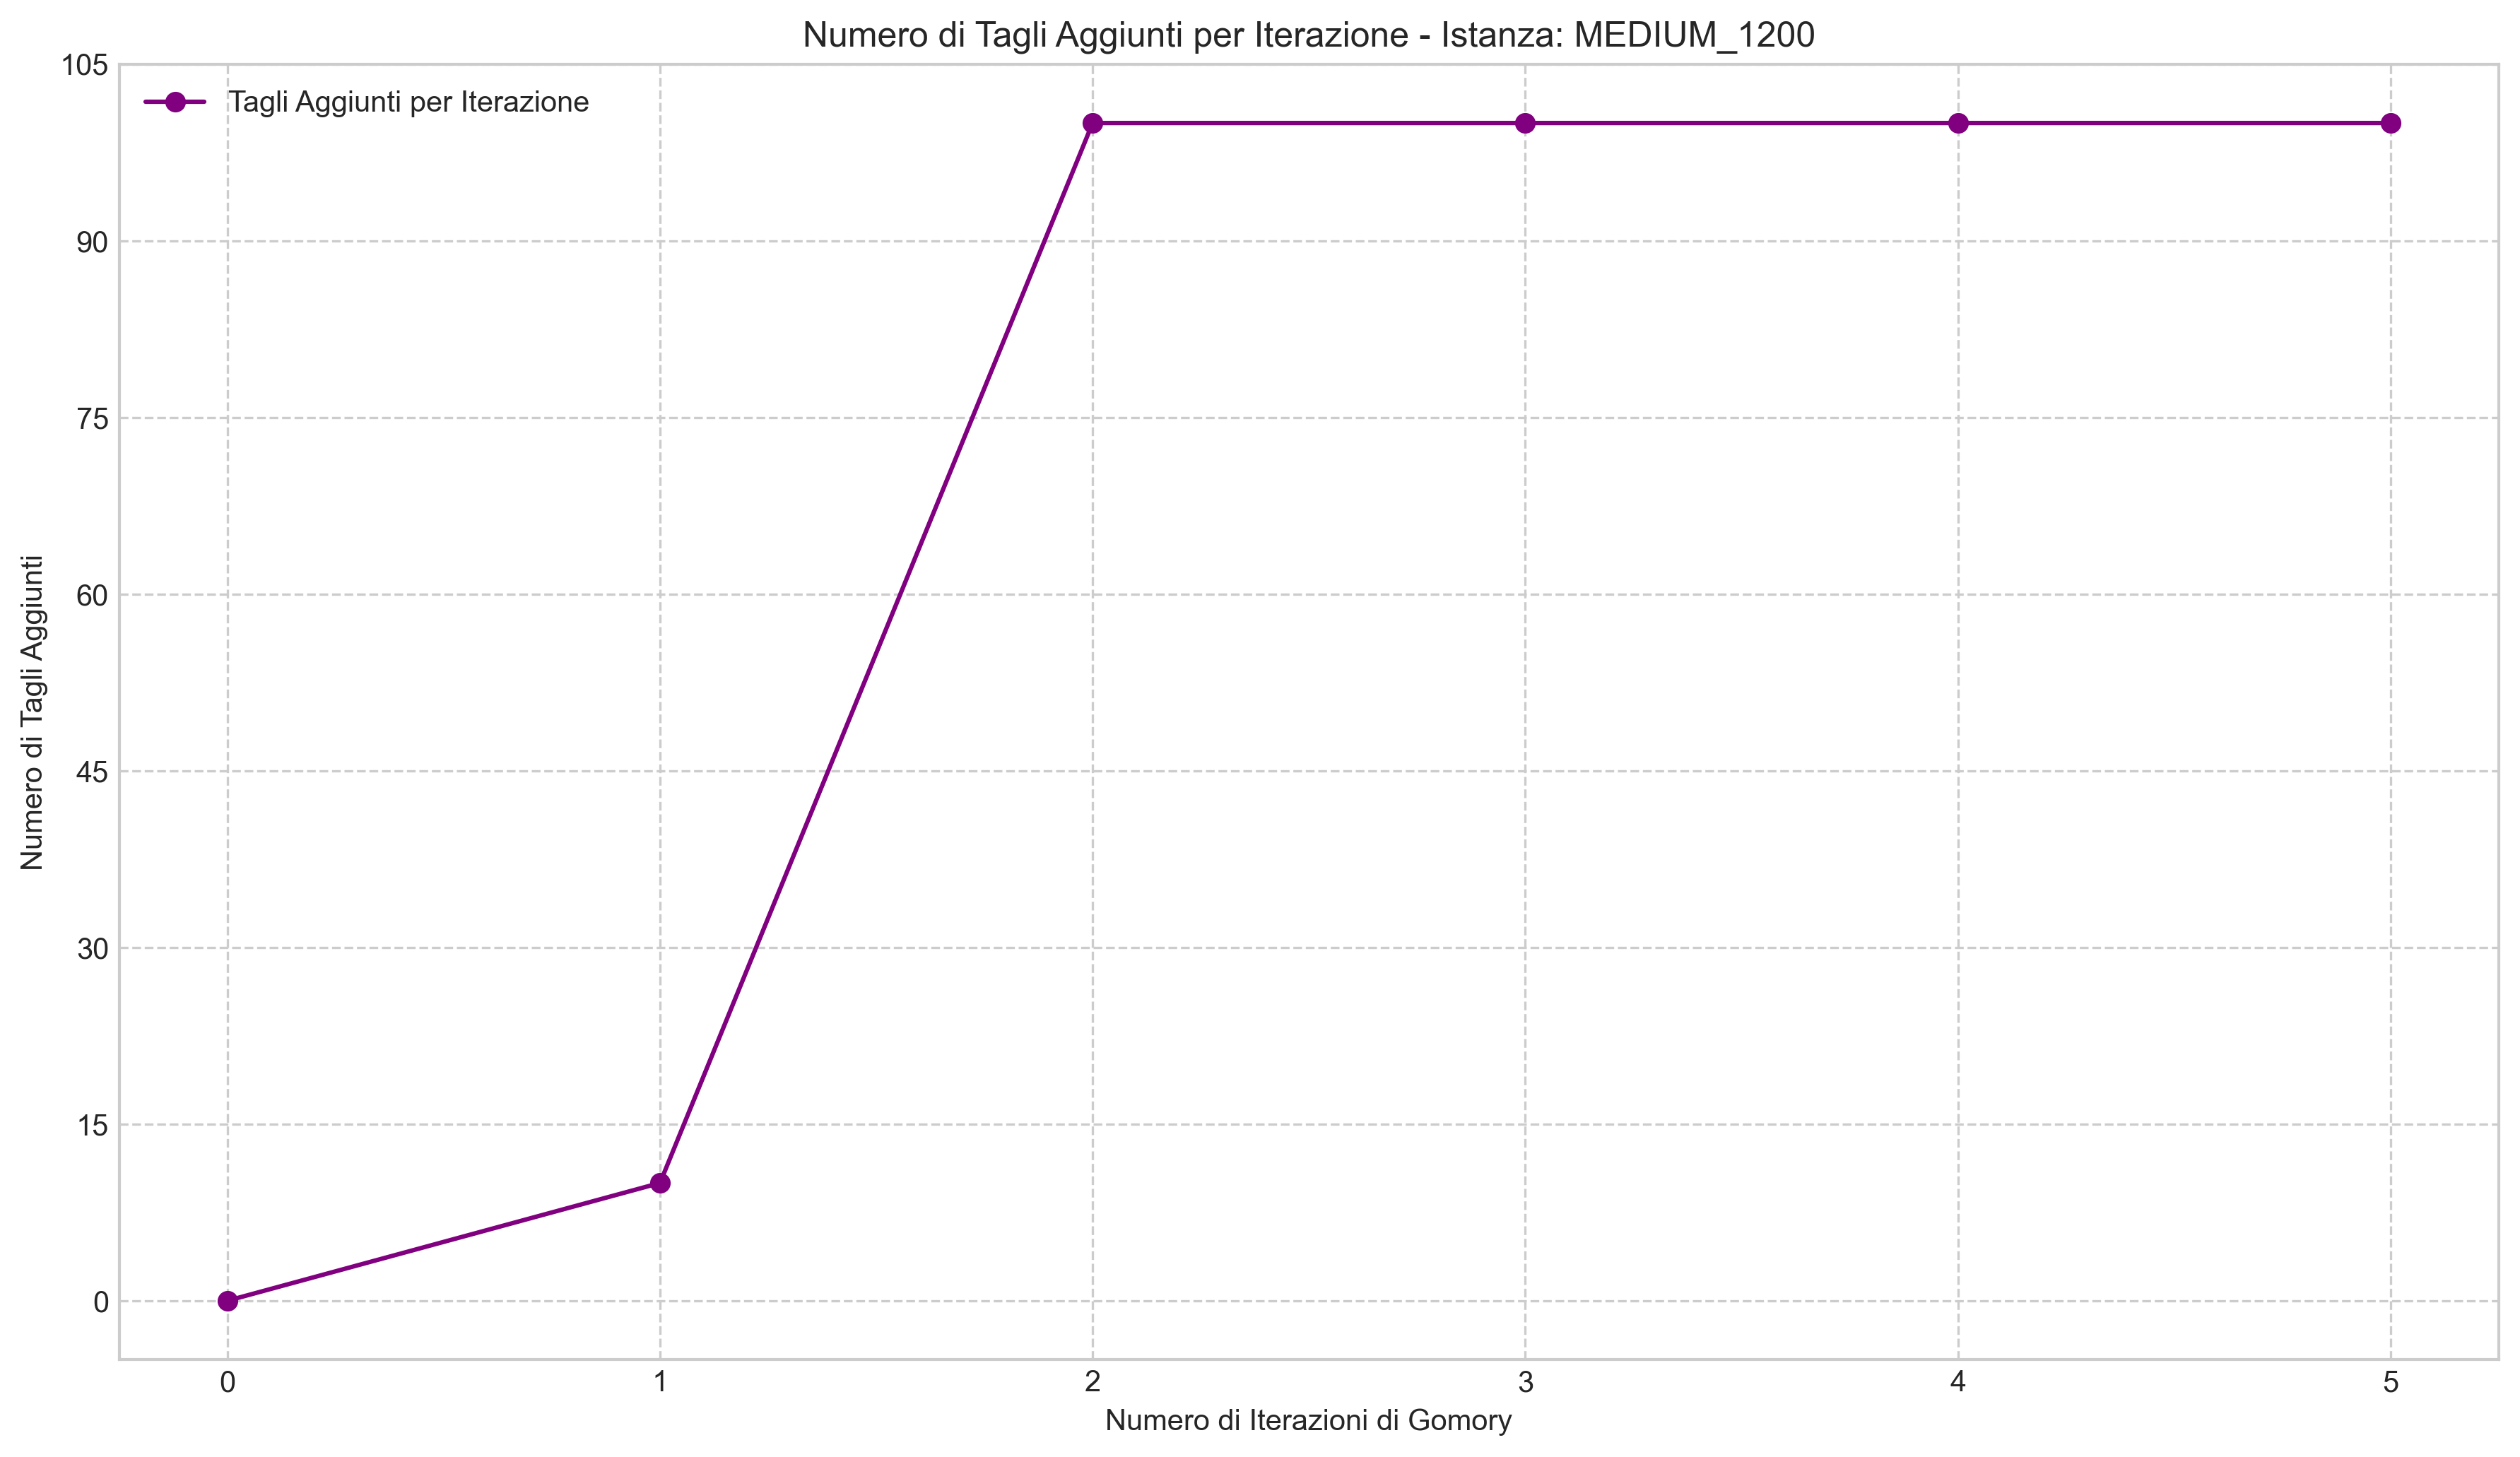 Numero di Tagli Aggiunti per Iterazione - Istanza: MEDIUM_1200
Tagli Aggiunti per Iterazione
Numero di Tagli Aggiunti
105
90
75
60
45
30
15
0
0 1 2 3 4 5
Numero di Iterazioni di Gomory